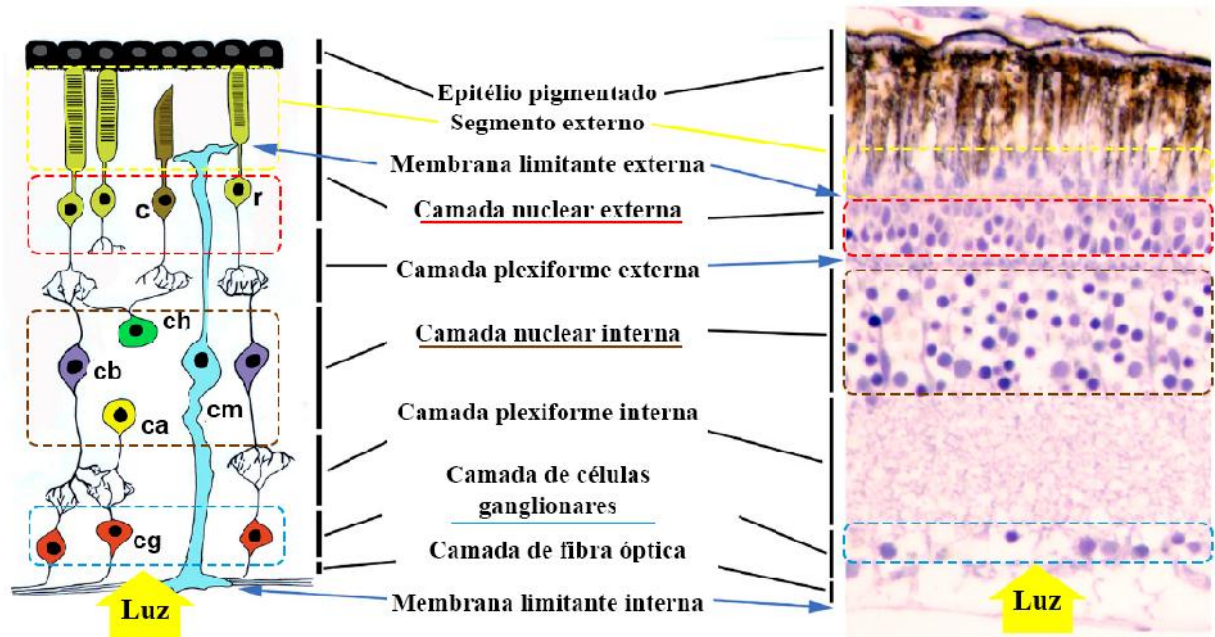 Epitélio pigmentado
Segmento externo
Membrana limitante externa
Camada nuclear externa
Camada plexiforme externa
Camada nuclear interna
Camada plexiforme interna
Camada de células
ganglionares
Camada de fibra óptica
Membrana limitante interna
c
r
ch
cb
cm
ca
cg
Luz
Luz